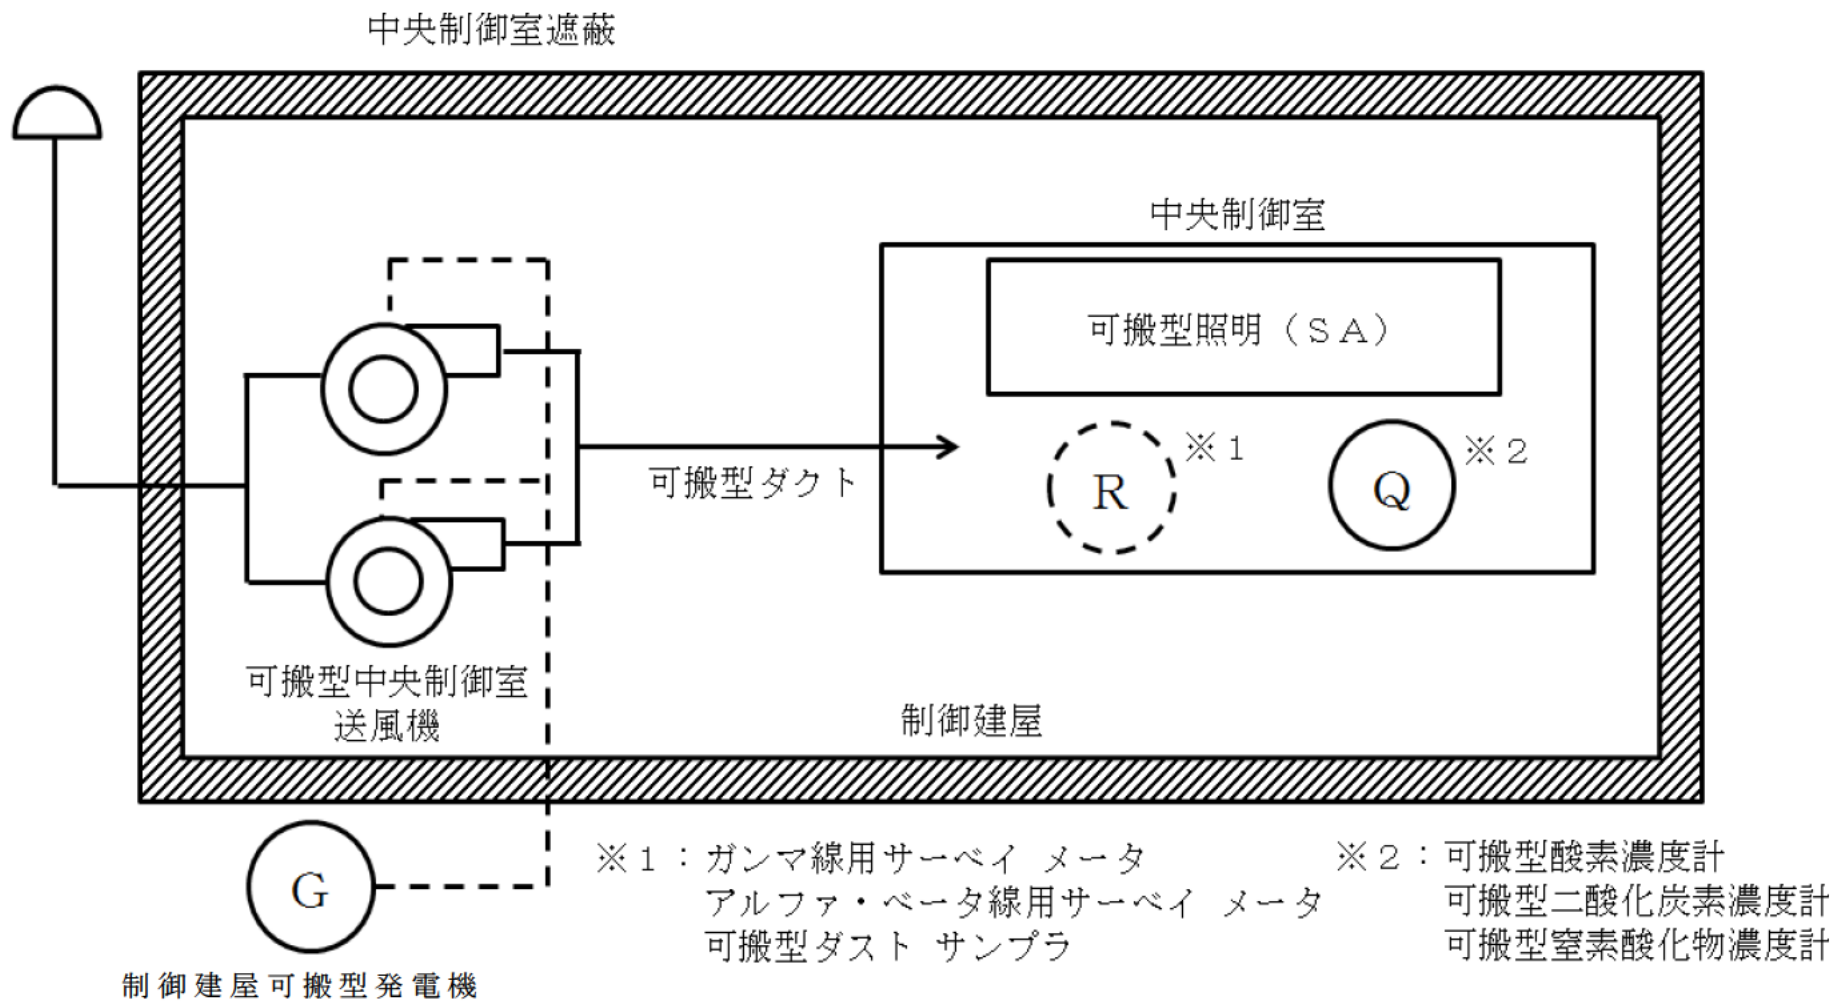 中央制御室遮蔽
中央制御室
可搬型照明（ＳＡ）
※１
※２
R
Q
可搬型ダクト
可搬型中央制御室
送風機
制御建屋
G
制御建屋可搬型発電機
※１：ガンマ線用サーベイ メータ
アルファ・ベータ線用サーベイ メータ
可搬型ダスト サンプラ
※２：可搬型酸素濃度計
可搬型二酸化炭素濃度計
可搬型窒素酸化物濃度計